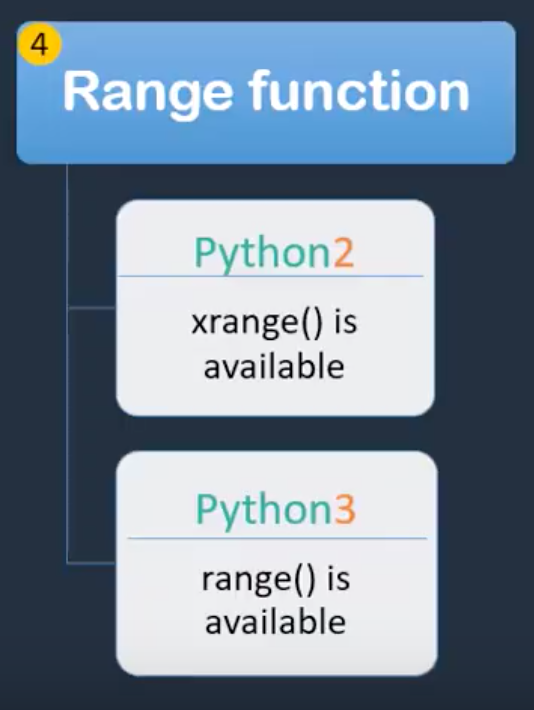 4
Range function
Python2
xrange() is
available
Python3
range() is
available